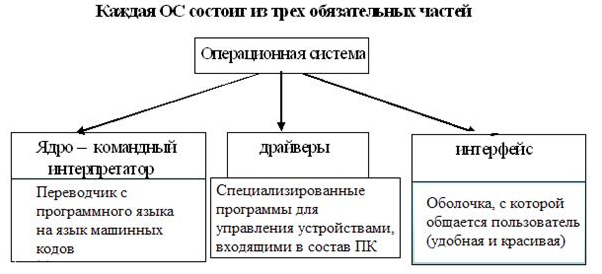 Каждая ОС состоит из трех обязательных частей
Операционная система
Ядро – командный
интерпретатор
Переводчик с
программного языка
на язык машинных
кодов
драйверы
Специализированные
программы для
управления устройствами,
входящими в состав ПК
интерфейс
Оболочка, с которой
общается пользователь
(удобная и красивая)